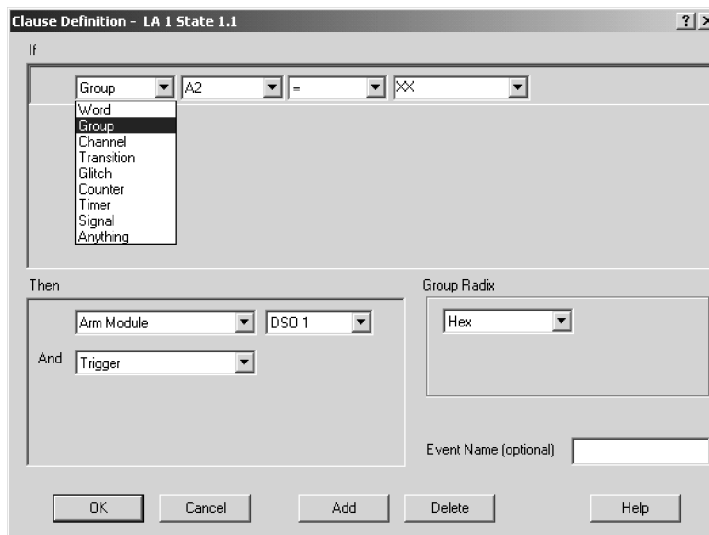 Clause Definition - LA 1 State 1.1
If
Group A2 = XX
Word
Group
Channel
Transition
Glitch
Counter
Timer
Signal
Anything
Then
Arm Module DSO 1
And Trigger
Group Radix
Hex
Event Name (optional)
OK Cancel Add Delete Help